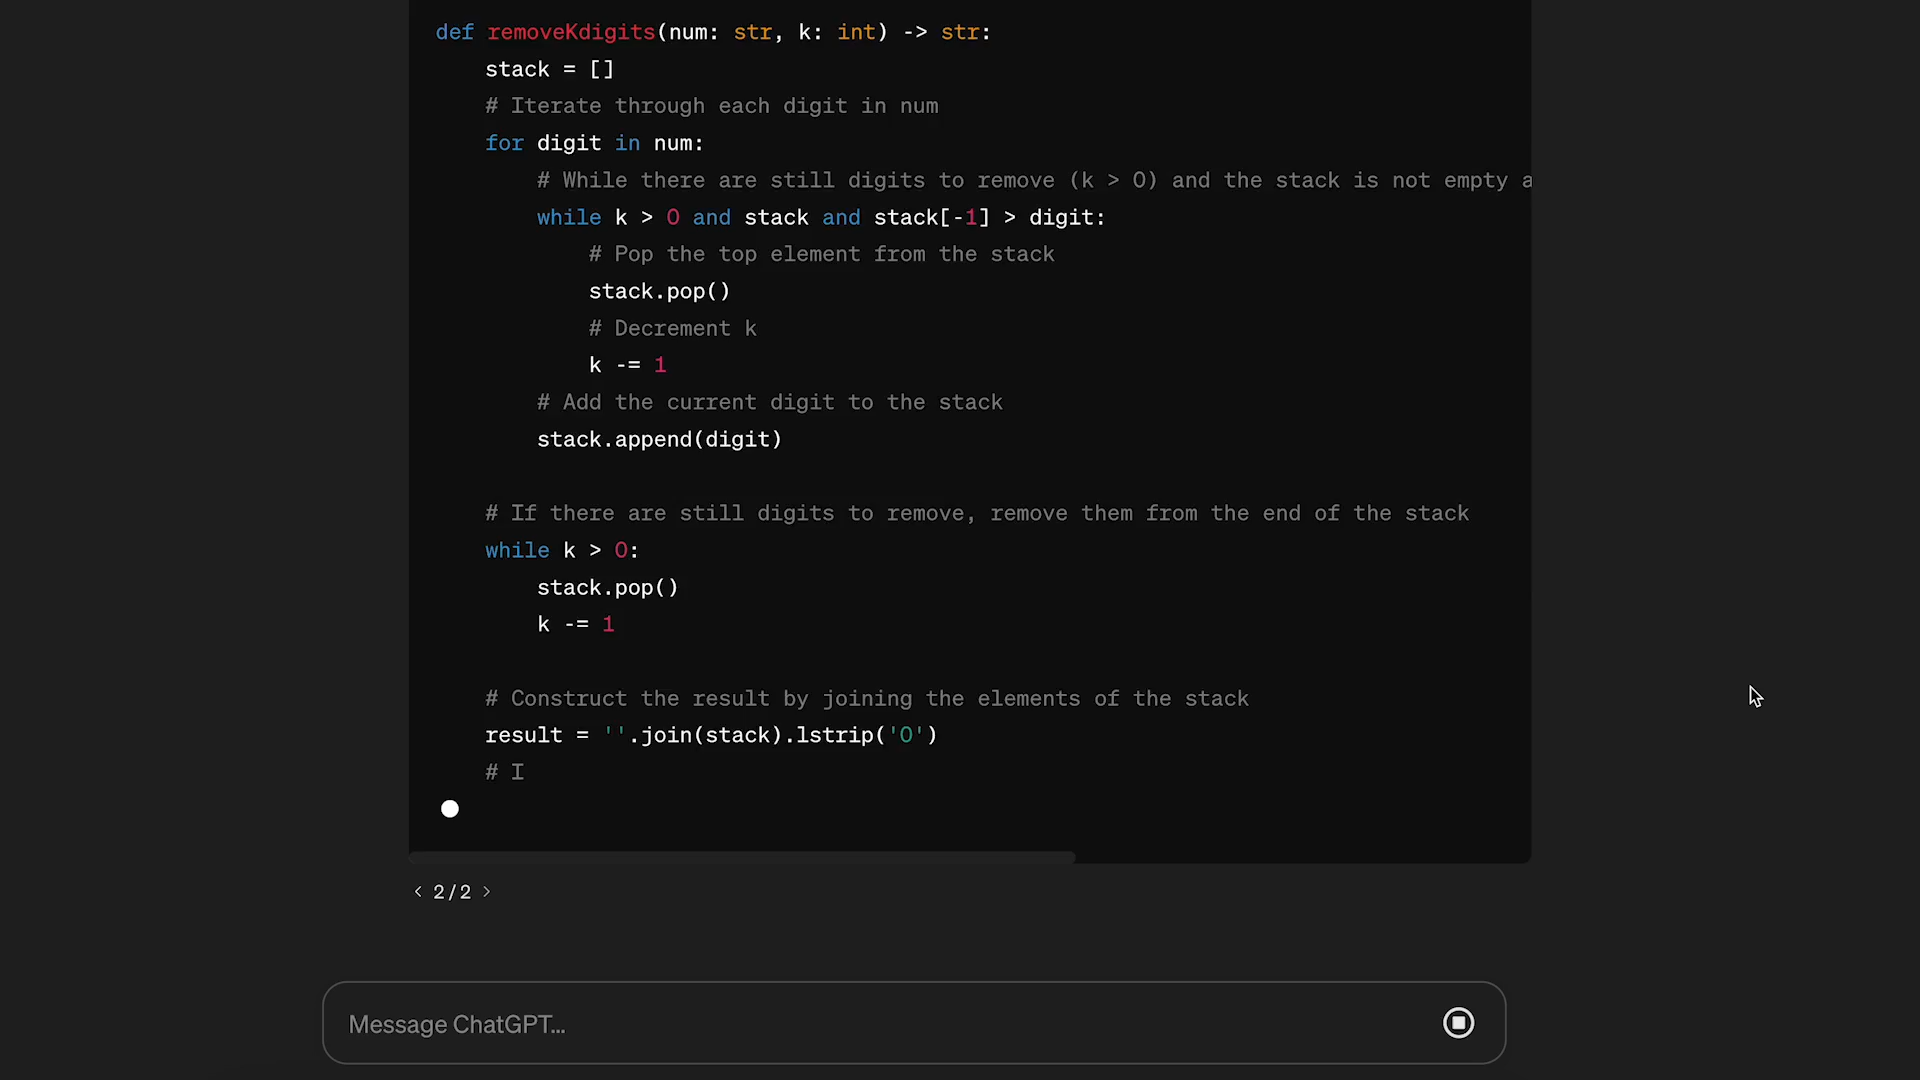 def removeKdigits(num: str, k: int) -> str:
    stack = []
    # Iterate through each digit in num
    for digit in num:
        # While there are still digits to remove (k > 0) and the stack is not empty a
        while k > 0 and stack and stack[-1] > digit:
            # Pop the top element from the stack
            stack.pop()
            # Decrement k
            k -= 1
        # Add the current digit to the stack
        stack.append(digit)
    # If there are still digits to remove, remove them from the end of the stack
    while k > 0:
        stack.pop()
        k -= 1
    # Construct the result by joining the elements of the stack
    result = ''.join(stack).lstrip('0')
    # I
< 2/2 >
Message ChatGPT...